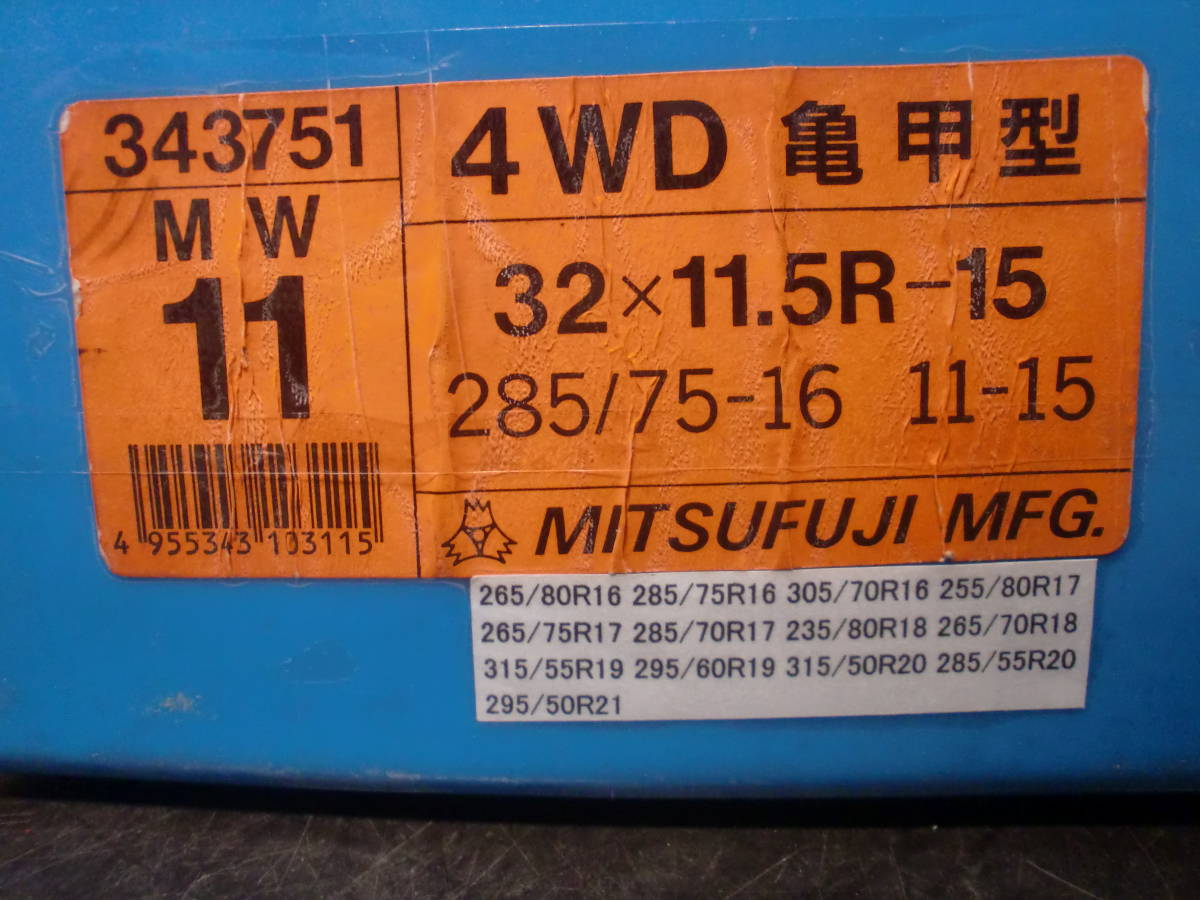 343751
MW
11
4 955343 103115
4WD 亀甲型
32×11.5R-15
285/75-16 11-15
MITSUFUJI MFG.
265/80R16 285/75R16 305/70R16 255/80R17
265/75R17 285/70R17 235/80R18 265/70R18
315/55R19 295/60R19 315/50R20 285/55R20
295/50R21